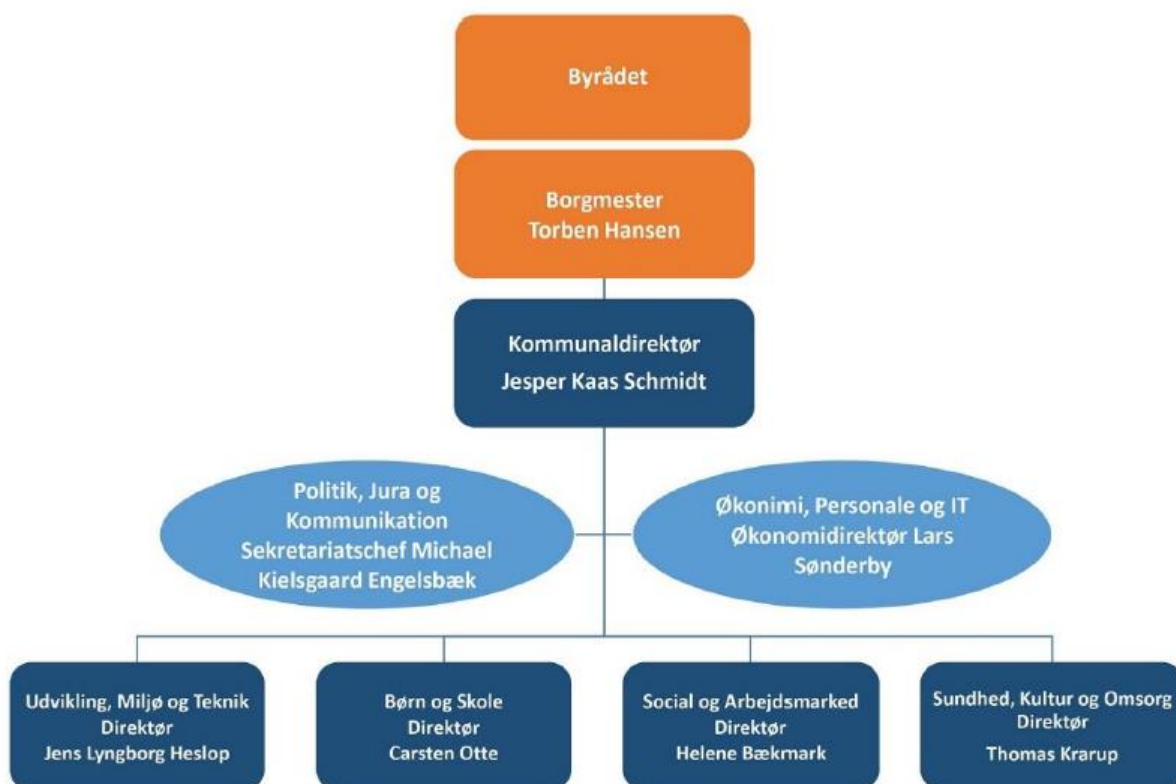 Byrådet
Borgmester
Torben Hansen
Kommunaldirektør
Jesper Kaas Schmidt
Politik, Jura og
Kommunikation
Sekretariatschef Michael
Kielsgaard Engelsbæk
Økonimi, Personale og IT
Økonomidirektør Lars
Sønderby
Udvikling, Miljø og Teknik
Direktør
Jens Lyngborg Heslop
Børn og Skole
Direktør
Carsten Otte
Social og Arbejdsmarked
Direktør
Helene Bækmark
Sundhed, Kultur og Omsorg
Direktør
Thomas Krarup